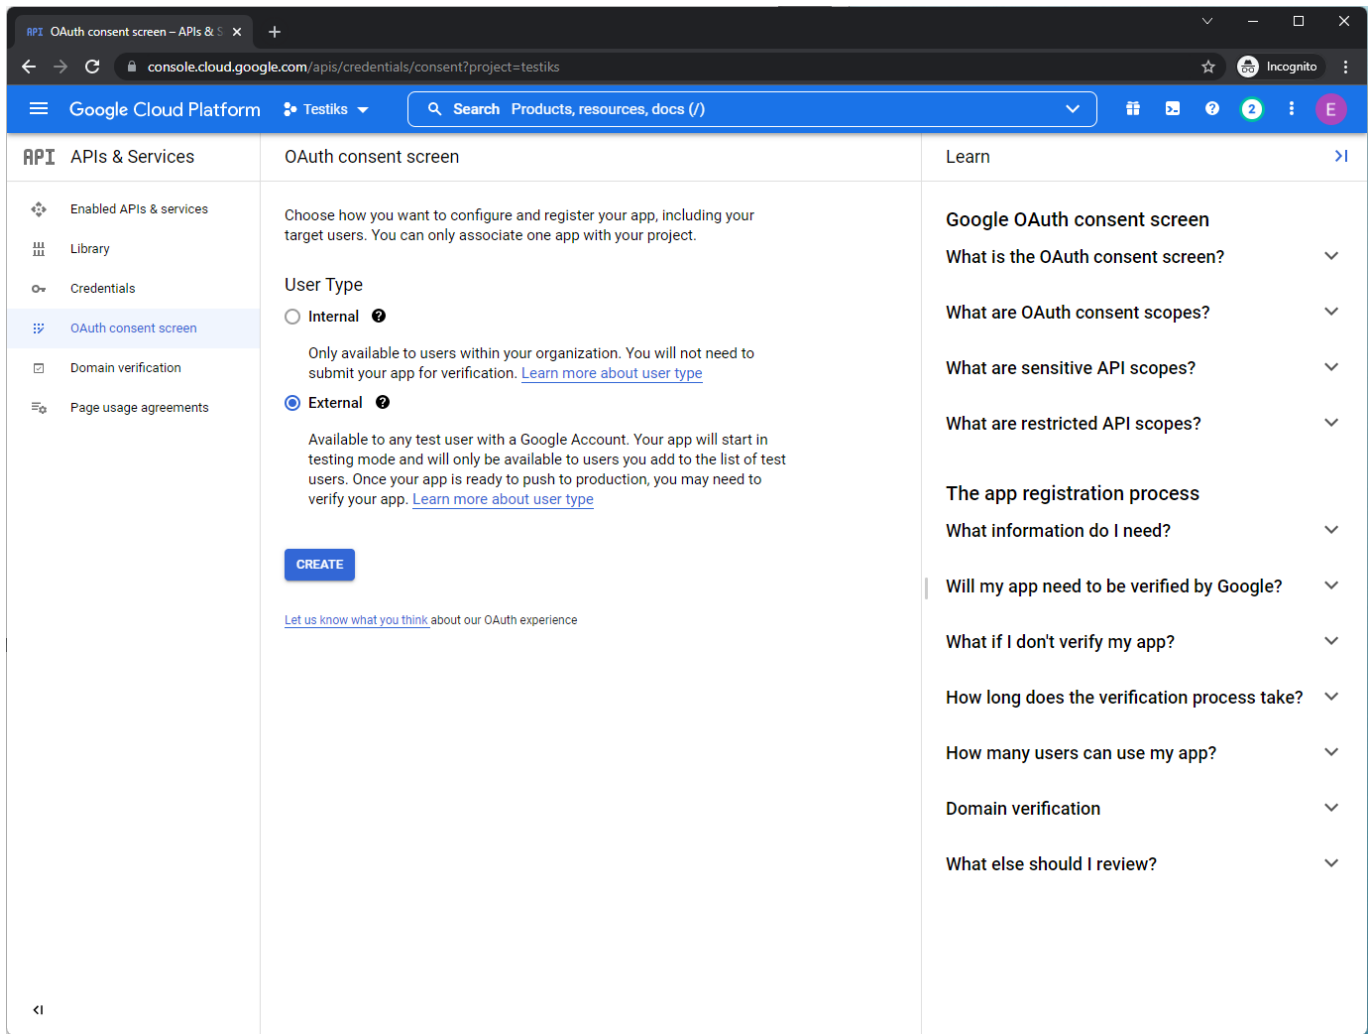 API OAuth consent screen – APIs & S
console.cloud.google.com/apis/credentials/consent?project=testiks
Incognito
Google Cloud Platform
Testiks
Search Products, resources, docs (/)
2
E
API APIs & Services
Enabled APIs & services
Library
Credentials
OAuth consent screen
Domain verification
Page usage agreements
OAuth consent screen
Choose how you want to configure and register your app, including your
target users. You can only associate one app with your project.
User Type
Internal
Only available to users within your organization. You will not need to
submit your app for verification. Learn more about user type
External
Available to any test user with a Google Account. Your app will start in
testing mode and will only be available to users you add to the list of test
users. Once your app is ready to push to production, you may need to
verify your app. Learn more about user type
CREATE
Let us know what you think about our OAuth experience
Learn
Google OAuth consent screen
What is the OAuth consent screen?
What are OAuth consent scopes?
What are sensitive API scopes?
What are restricted API scopes?
The app registration process
What information do I need?
Will my app need to be verified by Google?
What if I don't verify my app?
How long does the verification process take?
How many users can use my app?
Domain verification
What else should I review?